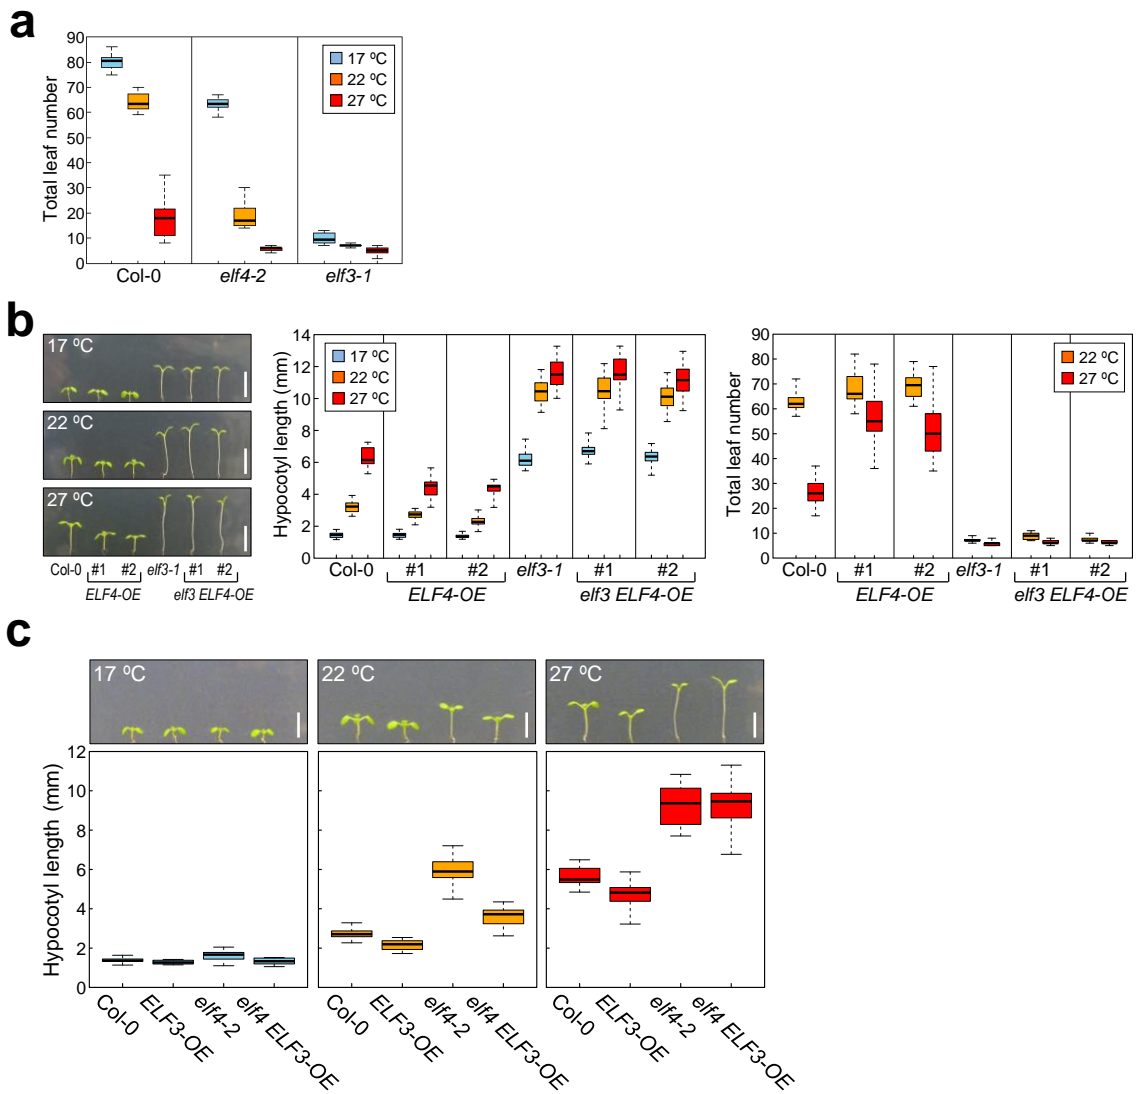 a
Total leaf number
90
80
70
60
50
40
30
20
10
0
17 ºC
22 ºC
27 ºC
Col-0 elf4-2 elf3-1
b
17 ºC
22 ºC
27 ºC
Col-0 #1 #2 elf3-1 #1 #2
ELF4-OE elf3 ELF4-OE
Hypocotyl length (mm)
14
12
10
8
6
4
2
0
17 ºC
22 ºC
27 ºC
Col-0 #1 #2 elf3-1 #1 #2
ELF4-OE elf3 ELF4-OE
Total leaf number
90
80
70
60
50
40
30
20
10
0
22 ºC
27 ºC
Col-0 #1 #2 elf3-1 #1 #2
ELF4-OE elf3 ELF4-OE
c
17 ºC 22 ºC 27 ºC
Hypocotyl length (mm)
12
10
8
6
4
2
0
Col-0 ELF3-OE elf4-2 elf4 ELF3-OE
Col-0 ELF3-OE elf4-2 elf4 ELF3-OE
Col-0 ELF3-OE elf4-2 elf4 ELF3-OE